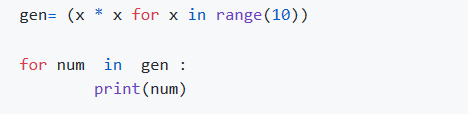 gen= (x * x for x in range(10))
for num  in  gen :
        print(num)